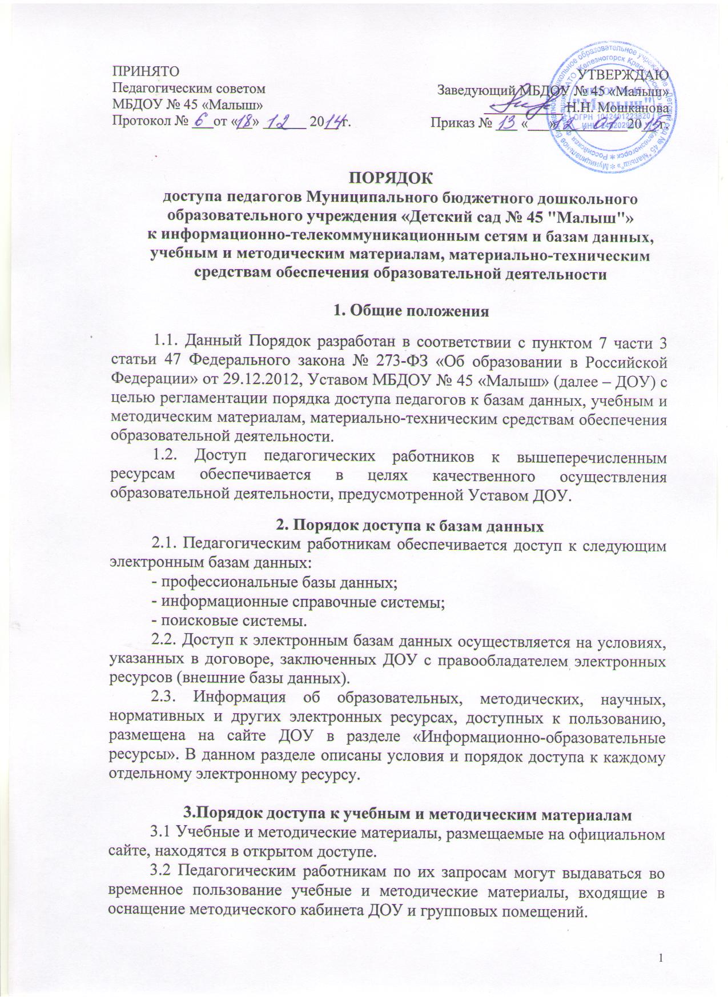 ПРИНЯТО
Педагогическим советом
МБДОУ № 45 «Малыш»
Протокол № 6 от «18» 12 2014г.
УТВЕРЖДАЮ
Заведующий МБДОУ № 45 «Малыш»
Н.Н. Мошканова
Приказ № 13 « » 2 . 01 2015г.
МБДОУ № 45
"Малыш"
ОГРН 1042401223820
ИНН
ПОРЯДОК
доступа педагогов Муниципального бюджетного дошкольного
образовательного учреждения «Детский сад № 45 "Малыш"»
к информационно-телекоммуникационным сетям и базам данных,
учебным и методическим материалам, материально-техническим
средствам обеспечения образовательной деятельности
1. Общие положения
1.1. Данный Порядок разработан в соответствии с пунктом 7 части 3
статьи 47 Федерального закона № 273-ФЗ «Об образовании в Российской
Федерации» от 29.12.2012, Уставом МБДОУ № 45 «Малыш» (далее – ДОУ) с
целью регламентации порядка доступа педагогов к базам данных, учебным и
методическим материалам, материально-техническим средствам обеспечения
образовательной деятельности.
1.2. Доступ педагогических работников к вышеперечисленным
ресурсам обеспечивается в целях качественного осуществления
образовательной деятельности, предусмотренной Уставом ДОУ.
2. Порядок доступа к базам данных
2.1. Педагогическим работникам обеспечивается доступ к следующим
электронным базам данных:
- профессиональные базы данных;
- информационные справочные системы;
- поисковые системы.
2.2. Доступ к электронным базам данных осуществляется на условиях,
указанных в договоре, заключенных ДОУ с правообладателем электронных
ресурсов (внешние базы данных).
2.3. Информация об образовательных, методических, научных,
нормативных и других электронных ресурсах, доступных к пользованию,
размещена на сайте ДОУ в разделе «Информационно-образовательные
ресурсы». В данном разделе описаны условия и порядок доступа к каждому
отдельному электронному ресурсу.
3.Порядок доступа к учебным и методическим материалам
3.1 Учебные и методические материалы, размещаемые на официальном
сайте, находятся в открытом доступе.
3.2 Педагогическим работникам по их запросам могут выдаваться во
временное пользование учебные и методические материалы, входящие в
оснащение методического кабинета ДОУ и групповых помещений.
1